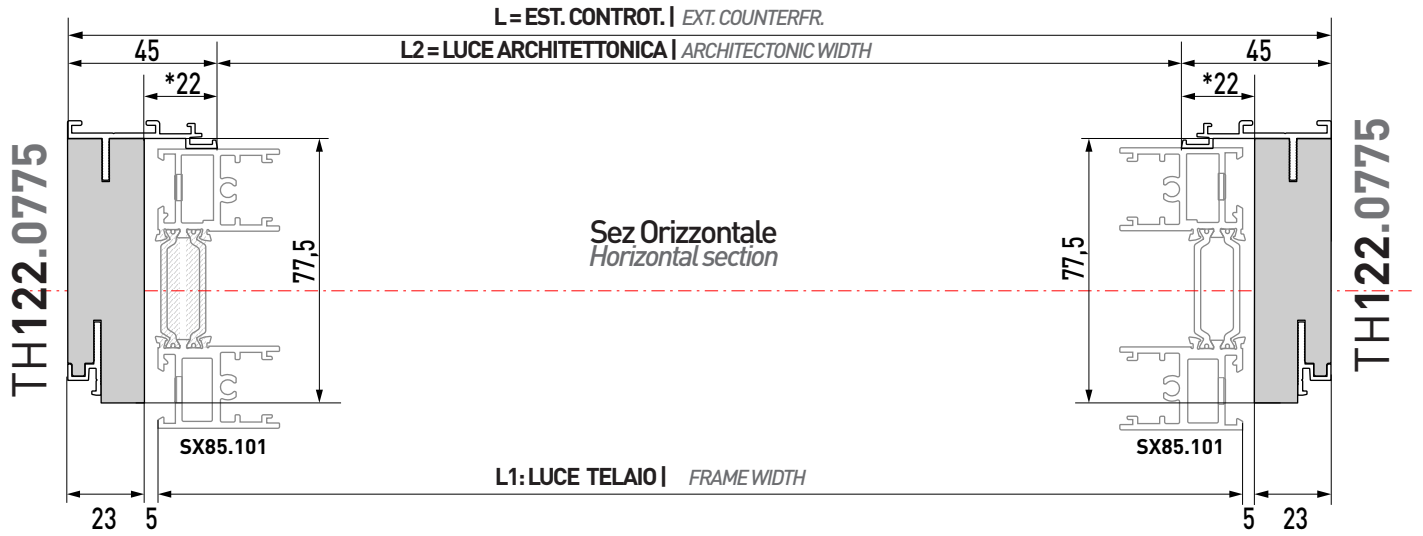 L = EST. CONTROT. | EXT. COUNTERFR.
45
L2 = LUCE ARCHITETTONICA | ARCHITECTONIC WIDTH
45
*22
*22
TH122.0775
77,5
Sez Orizzontale
Horizontal section
77,5
TH122.0775
SX85.101
SX85.101
L1: LUCE TELAIO | FRAME WIDTH
23
5
5
23